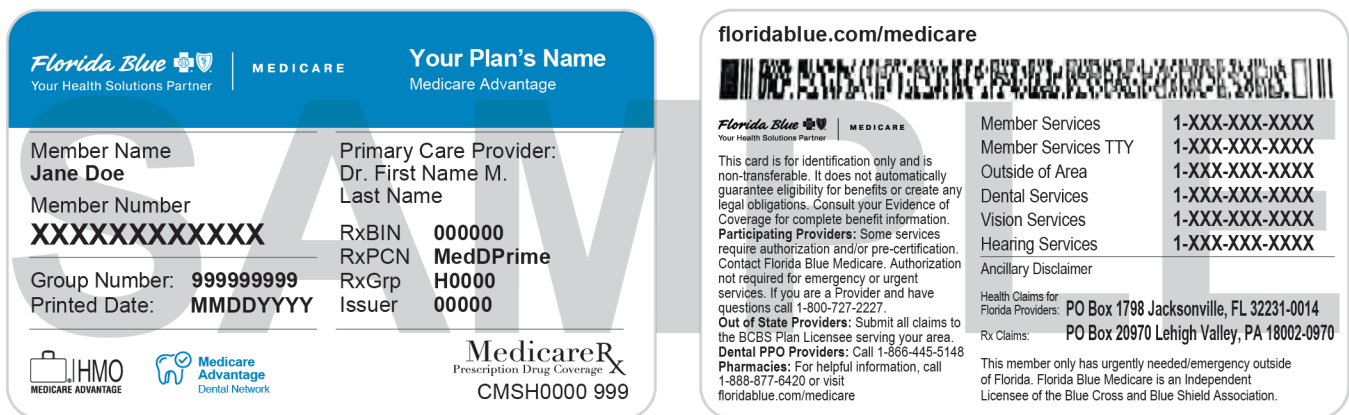 Florida Blue
Your Health Solutions Partner
MEDICARE
Your Plan's Name
Medicare Advantage
Member Name
Jane Doe
Member Number
XXXXXXXXXXXX
Group Number: 999999999
Printed Date: MMDDYYYY
Primary Care Provider:
Dr. First Name M.
Last Name
RxBIN 000000
RxPCN MedDPrime
RxGrp H0000
Issuer 00000
HMO
MEDICARE ADVANTAGE
Medicare
Advantage
Dental Network
MedicareRx
Prescription Drug Coverage
CMSH0000 999
floridablue.com/medicare
Florida Blue
Your Health Solutions Partner
MEDICARE
This card is for identification only and is
non-transferable. It does not automatically
guarantee eligibility for benefits or create any
legal obligations. Consult your Evidence of
Coverage for complete benefit information.
Participating Providers: Some services
require authorization and/or pre-certification.
Contact Florida Blue Medicare. Authorization
not required for emergency or urgent
services. If you are a Provider and have
questions call 1-800-727-2227.
Out of State Providers: Submit all claims to
the BCBS Plan Licensee serving your area.
Dental PPO Providers: Call 1-866-445-5148
Pharmacies: For helpful information, call
1-888-877-6420 or visit
floridablue.com/medicare
Member Services 1-XXX-XXX-XXXX
Member Services TTY 1-XXX-XXX-XXXX
Outside of Area 1-XXX-XXX-XXXX
Dental Services 1-XXX-XXX-XXXX
Vision Services 1-XXX-XXX-XXXX
Hearing Services 1-XXX-XXX-XXXX
Ancillary Disclaimer
Health Claims for
Florida Providers: PO Box 1798 Jacksonville, FL 32231-0014
Rx Claims: PO Box 20970 Lehigh Valley, PA 18002-0970
This member only has urgently needed/emergency outside
of Florida. Florida Blue Medicare is an Independent
Licensee of the Blue Cross and Blue Shield Association.
SAMPLE